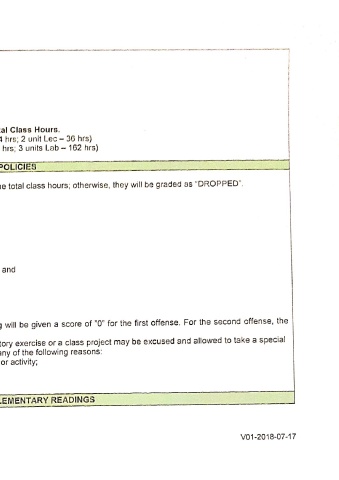 al Class Hours.
4 hrs; 2 unit Lec – 36 hrs)
hrs; 3 units Lab – 162 hrs)
POLICIES
e total class hours; otherwise, they will be graded as "DROPPED".
and
g will be given a score of "0" for the first offense. For the second offense, the
tory exercise or a class project may be excused and allowed to take a special
any of the following reasons:
or activity;
LEMENTARY READINGS
V01-2018-07-17